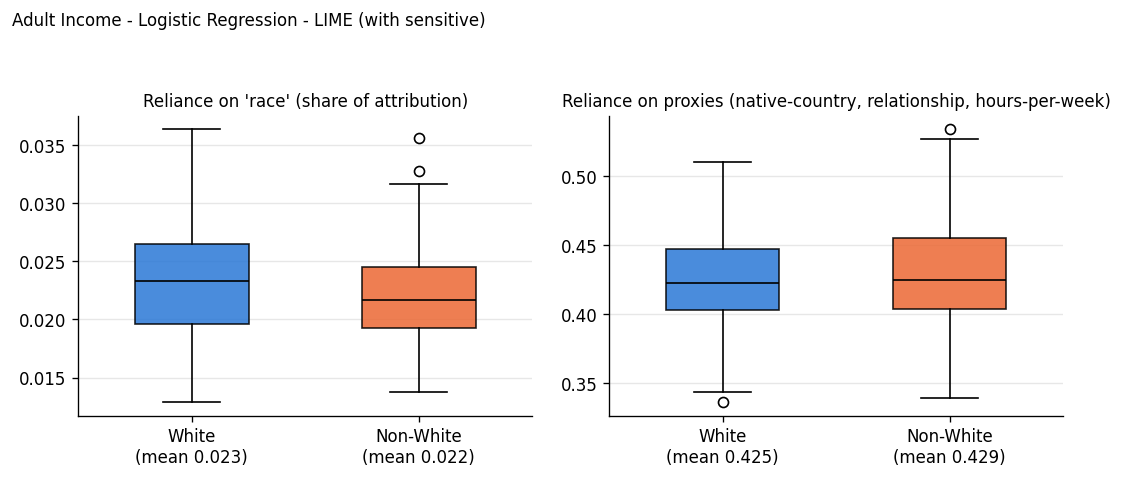 Adult Income - Logistic Regression - LIME (with sensitive)
Reliance on 'race' (share of attribution)
0.035
0.030
0.025
0.020
0.015
White
(mean 0.023)
Non-White
(mean 0.022)
Reliance on proxies (native-country, relationship, hours-per-week)
0.50
0.45
0.40
0.35
White
(mean 0.425)
Non-White
(mean 0.429)